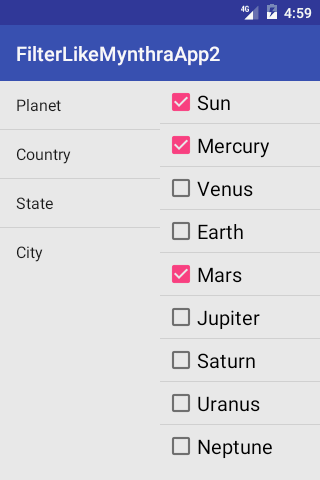 4G 4:59
FilterLikeMynthraApp2
Planet
Country
State
City
Sun
Mercury
Venus
Earth
Mars
Jupiter
Saturn
Uranus
Neptune